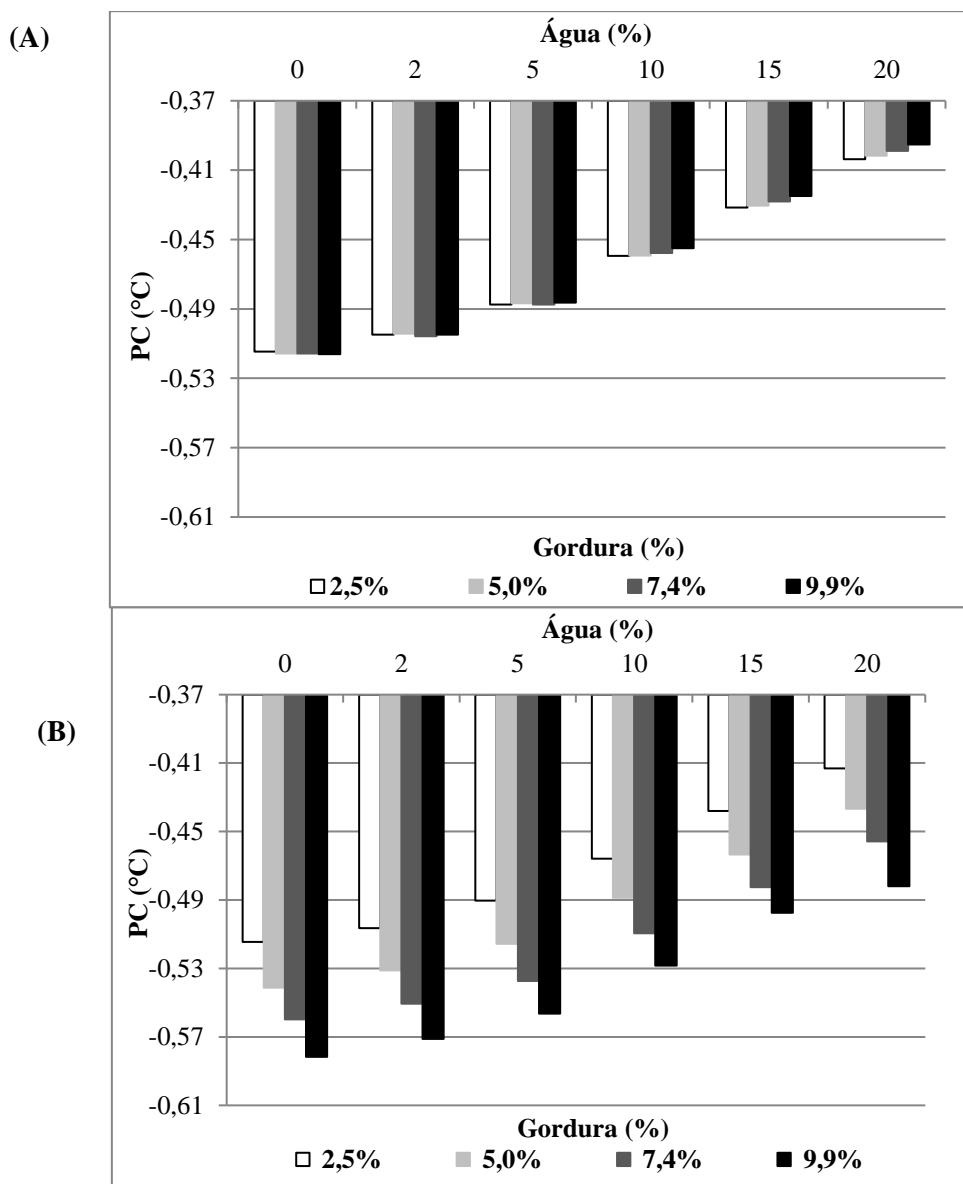 (A)
Água (%)
0 2 5 10 15 20
-0,37
-0,41
-0,45
-0,49
-0,53
-0,57
-0,61
PC (°C)
Gordura (%)
2,5% 5,0% 7,4% 9,9%
(B)
Água (%)
0 2 5 10 15 20
-0,37
-0,41
-0,45
-0,49
-0,53
-0,57
-0,61
PC (°C)
Gordura (%)
2,5% 5,0% 7,4% 9,9%